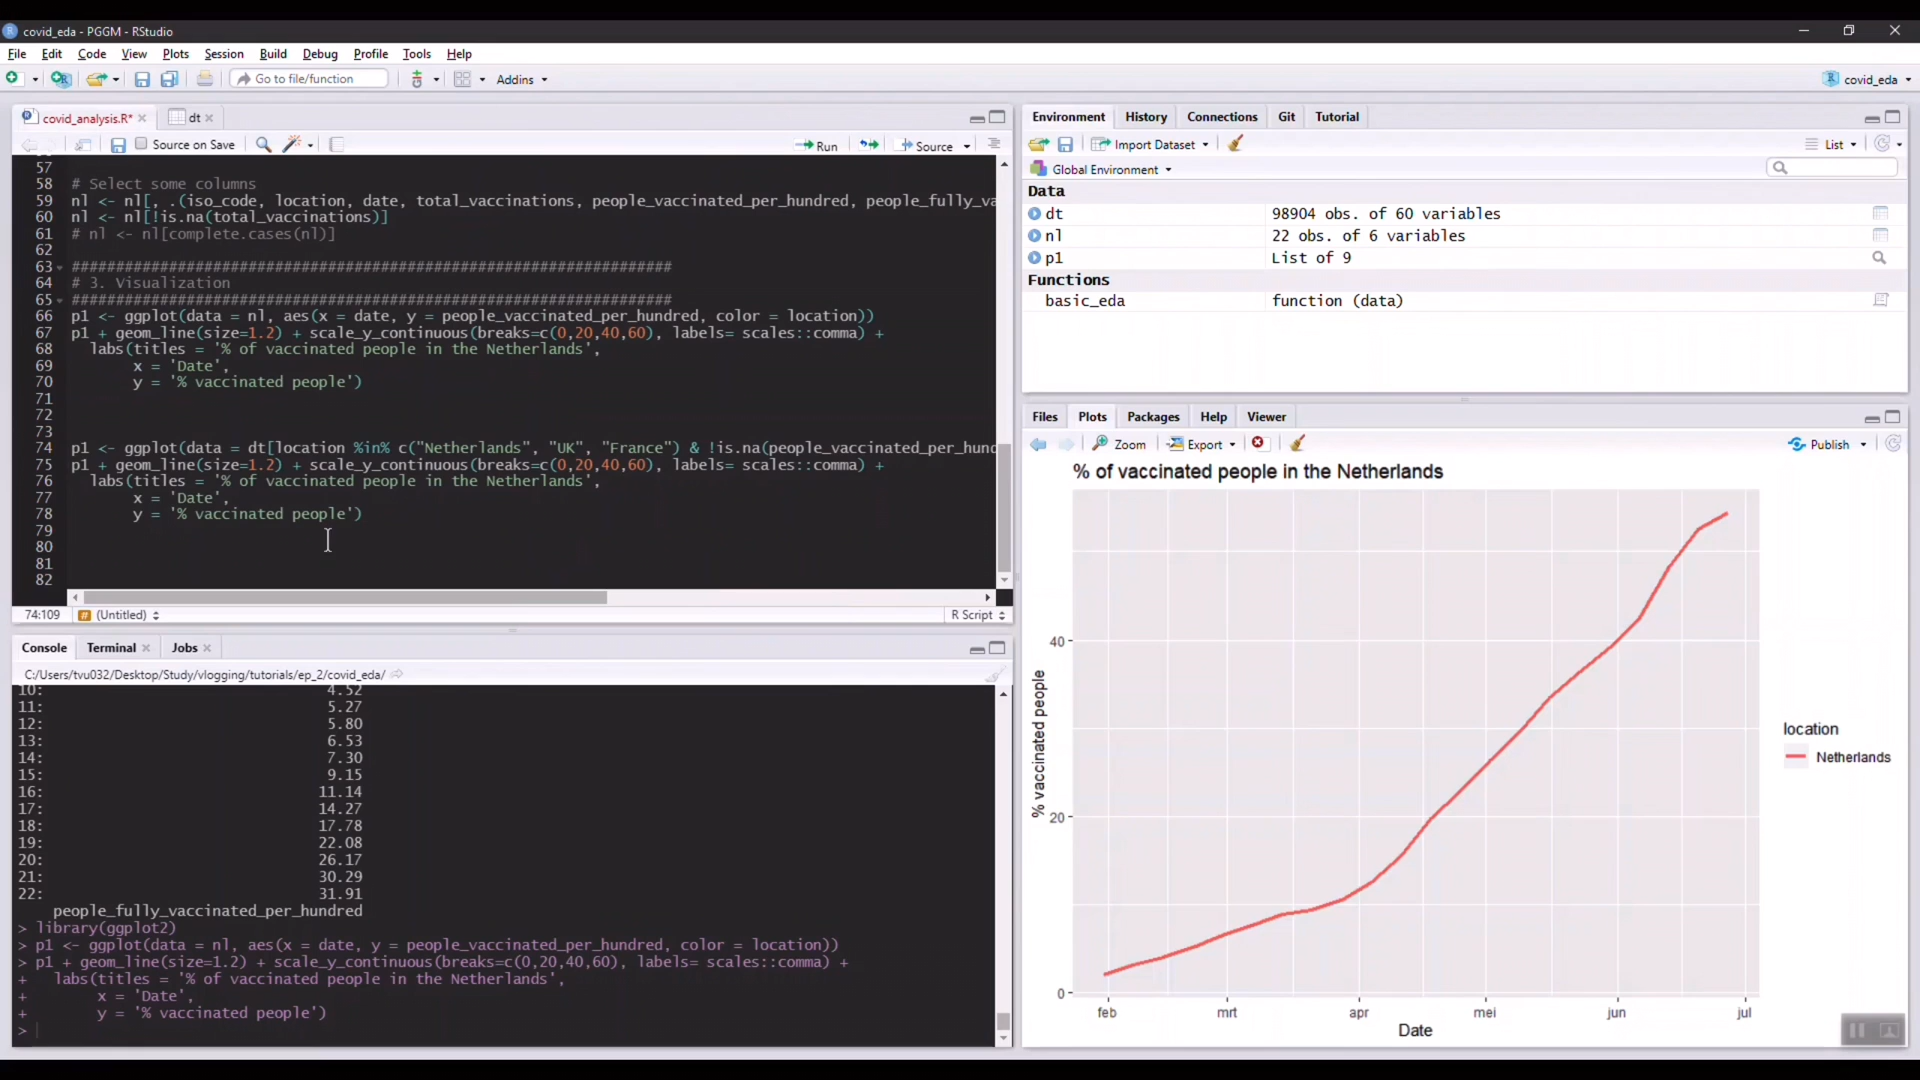 covid_eda - PGGM - RStudio
File Edit Code View Plots Session Build Debug Profile Tools Help
Go to file/function Addins covid_eda
covid_analysis.R* dt
Source on Save Run Source
57
58 # Select some columns
59 nl <- nl[, .(iso_code, location, date, total_vaccinations, people_vaccinated_per_hundred, people_fully_va
60 nl <- nl[!is.na(total_vaccinations)]
61 # nl <- nl[complete.cases(nl)]
62
63 ####################################################################
64 # 3. Visualization
65 ####################################################################
66 p1 <- ggplot(data = nl, aes(x = date, y = people_vaccinated_per_hundred, color = location))
67 p1 + geom_line(size=1.2) + scale_y_continuous(breaks=c(0,20,40,60), labels= scales::comma) +
68 labs(titles = '% of vaccinated people in the Netherlands',
69 x = 'Date',
70 y = '% vaccinated people')
71
72
73
74 p1 <- ggplot(data = dt[location %in% c("Netherlands", "UK", "France") & !is.na(people_vaccinated_per_hund
75 p1 + geom_line(size=1.2) + scale_y_continuous(breaks=c(0,20,40,60), labels= scales::comma) +
76 labs(titles = '% of vaccinated people in the Netherlands',
77 x = 'Date',
78 y = '% vaccinated people')
79
80
81
82
74:109 # (Untitled) R Script
Console Terminal Jobs
C:/Users/tvu032/Desktop/Study/vlogging/tutorials/ep_2/covid_eda/
10: 4.52
11: 5.27
12: 5.80
13: 6.53
14: 7.30
15: 9.15
16: 11.14
17: 14.27
18: 17.78
19: 22.08
20: 26.17
21: 30.29
22: 31.91
people_fully_vaccinated_per_hundred
> library(ggplot2)
> p1 <- ggplot(data = nl, aes(x = date, y = people_vaccinated_per_hundred, color = location))
> p1 + geom_line(size=1.2) + scale_y_continuous(breaks=c(0,20,40,60), labels= scales::comma) +
+ labs(titles = '% of vaccinated people in the Netherlands',
+ x = 'Date',
+ y = '% vaccinated people')
>
Environment History Connections Git Tutorial
Import Dataset List
Global Environment
Data
dt 98904 obs. of 60 variables
nl 22 obs. of 6 variables
p1 List of 9
Functions
basic_eda function (data)
Files Plots Packages Help Viewer
Zoom Export Publish
% of vaccinated people in the Netherlands
% vaccinated people
40
20
0
feb mrt apr mei jun jul
Date
location
Netherlands